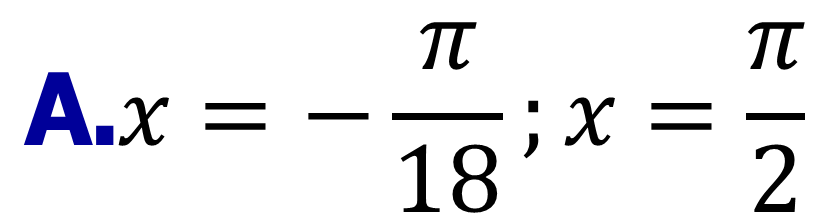 A. x = −π/18 ; x = π/2